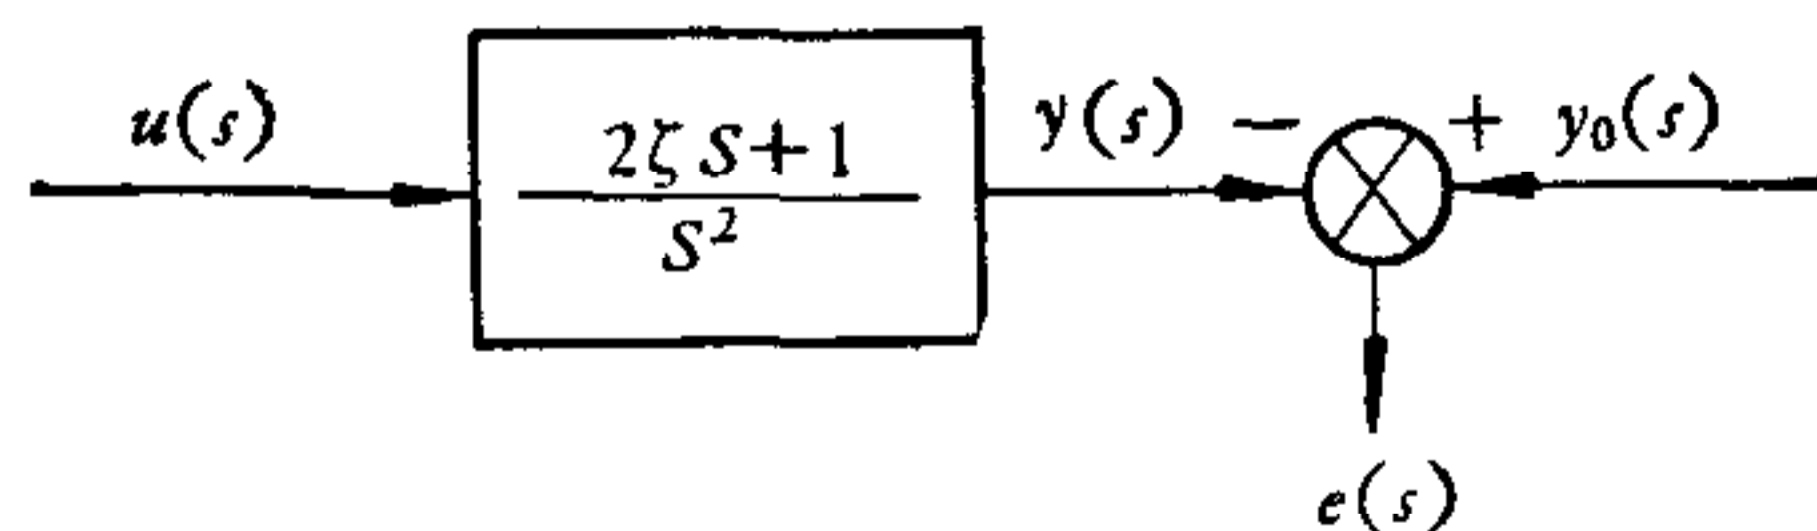 u(s)
2ζS+1
S²
y(s) −
+ y₀(s)
e(s)